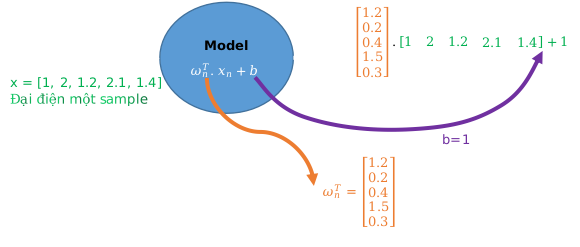 [1.2
0.2
0.4
1.5
0.3] . [1 2 1.2 2.1 1.4] + 1
Model
ω_n^T. x_n + b
x = [1, 2, 1.2, 2.1, 1.4]
Đại điện một sample
b=1
ω_n^T = [1.2
0.2
0.4
1.5
0.3]